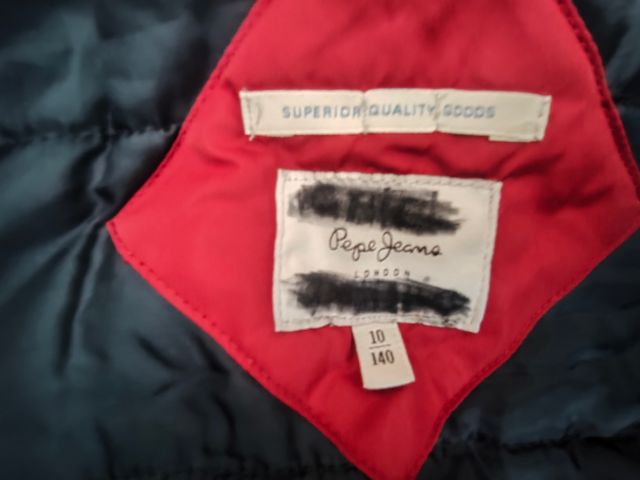 SUPERIOR QUALITY GOODS
Pepe Jeans
LONDON
10
140